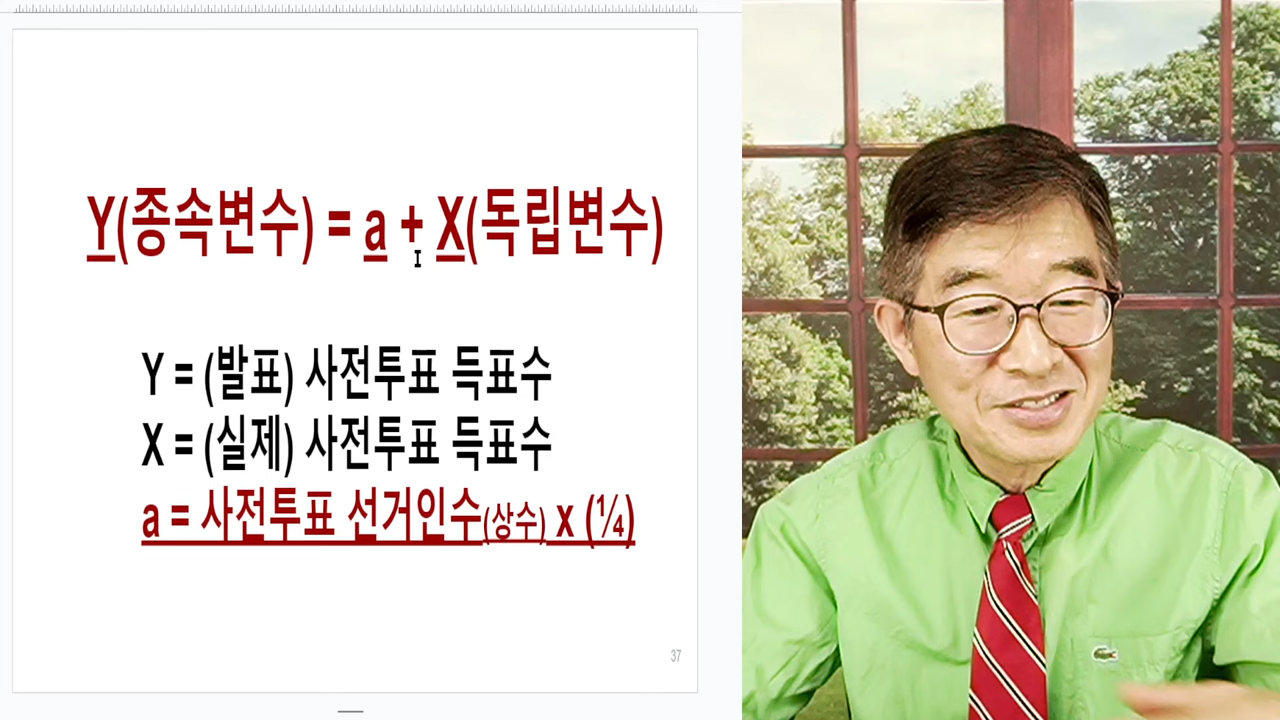 Y(종속변수) = a + X(독립변수)
Y = (발표) 사전투표 득표수
X = (실제) 사전투표 득표수
a = 사전투표 선거인수(상수) x (¼)
37